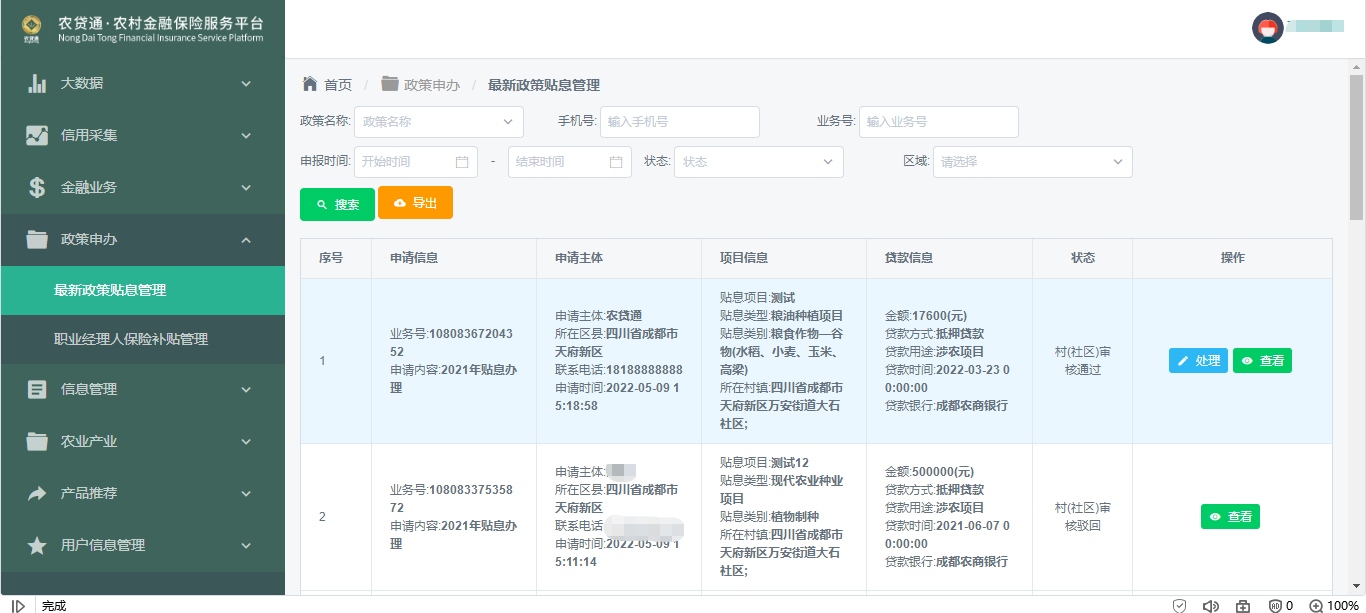 农贷通·农村金融保险服务平台
Nong Dai Tong Financial Insurance Service Platform
大数据
信用采集
金融业务
政策申办
最新政策贴息管理
职业经理人保险补贴管理
信息管理
农业产业
产品推荐
用户信息管理
首页 / 政策申办 / 最新政策贴息管理
政策名称: 政策名称 手机号: 输入手机号 业务号: 输入业务号
申报时间: 开始时间 - 结束时间 状态: 状态 区域: 请选择
搜索 导出
序号 申请信息 申请主体 项目信息 贷款信息 状态 操作
1
业务号:108083672043
52
申请内容:2021年贴息办
理
申请主体:农贷通
所在区县:四川省成都市
天府新区
联系电话:18188888888
申请时间:2022-05-09 1
5:18:58
贴息项目:测试
贴息类型:粮油种植项目
贴息类别:粮食作物—谷
物(水稻、小麦、玉米、
高粱)
所在村镇:四川省成都市
天府新区万安街道大石
社区;
金额:17600(元)
贷款方式:抵押贷款
贷款用途:涉农项目
贷款时间:2022-03-23 0
0:00:00
贷款银行:成都农商银行
村(社区)审
核通过
处理 查看
2
业务号:108083375358
72
申请内容:2021年贴息办
理
申请主体:
所在区县:四川省成都市
天府新区
联系电话
申请时间:2022-05-09 1
5:11:14
贴息项目:测试12
贴息类型:现代农业种业
项目
贴息类别:植物制种
所在村镇:四川省成都市
天府新区万安街道大石
社区;
金额:500000(元)
贷款方式:抵押贷款
贷款用途:涉农项目
贷款时间:2021-06-07 0
0:00:00
贷款银行:成都农商银行
村(社区)审
核驳回
查看
完成 0 100%